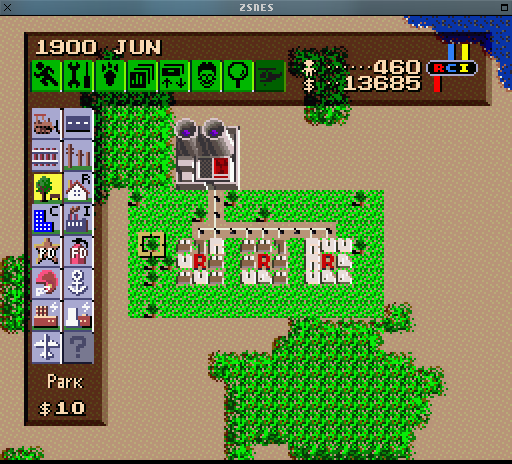 ZSNES
1900 JUN
460
$ 13685
RCI
R
C
I
PD
FD
?
R R R
Park
$10